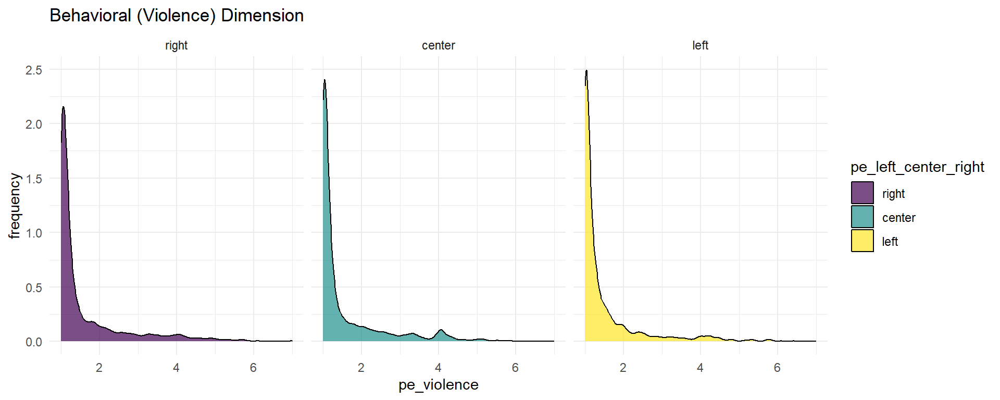 Behavioral (Violence) Dimension
right center left
2.5
2.0
1.5
1.0
0.5
0.0
frequency
2 4 6 2 4 6 2 4 6
pe_violence
pe_left_center_right
right
center
left